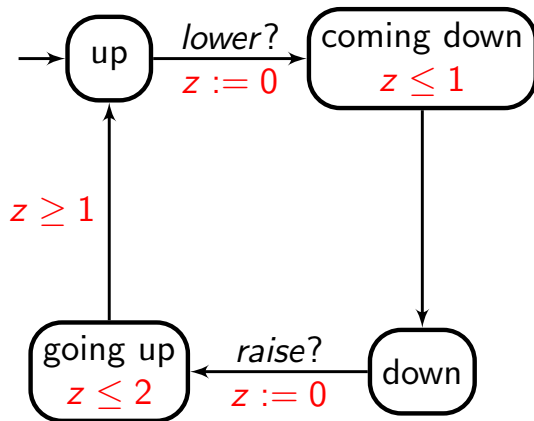 up
lower?
z := 0
coming down
z ≤ 1
z ≥ 1
going up
z ≤ 2
raise?
z := 0
down